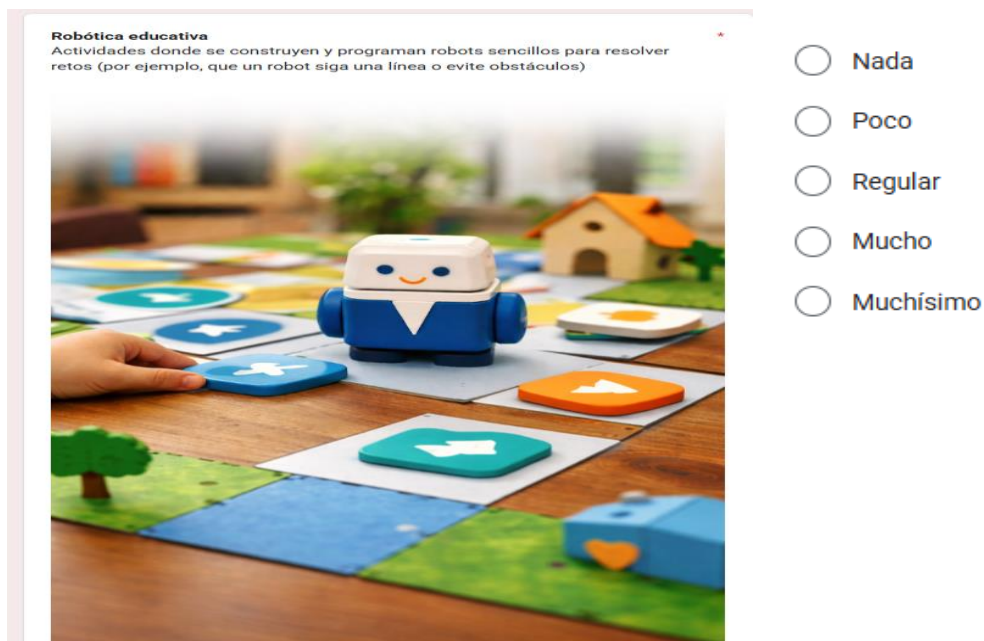 Robótica educativa
*
Actividades donde se construyen y programan robots sencillos para resolver
retos (por ejemplo, que un robot siga una línea o evite obstáculos)
Nada
Poco
Regular
Mucho
Muchísimo